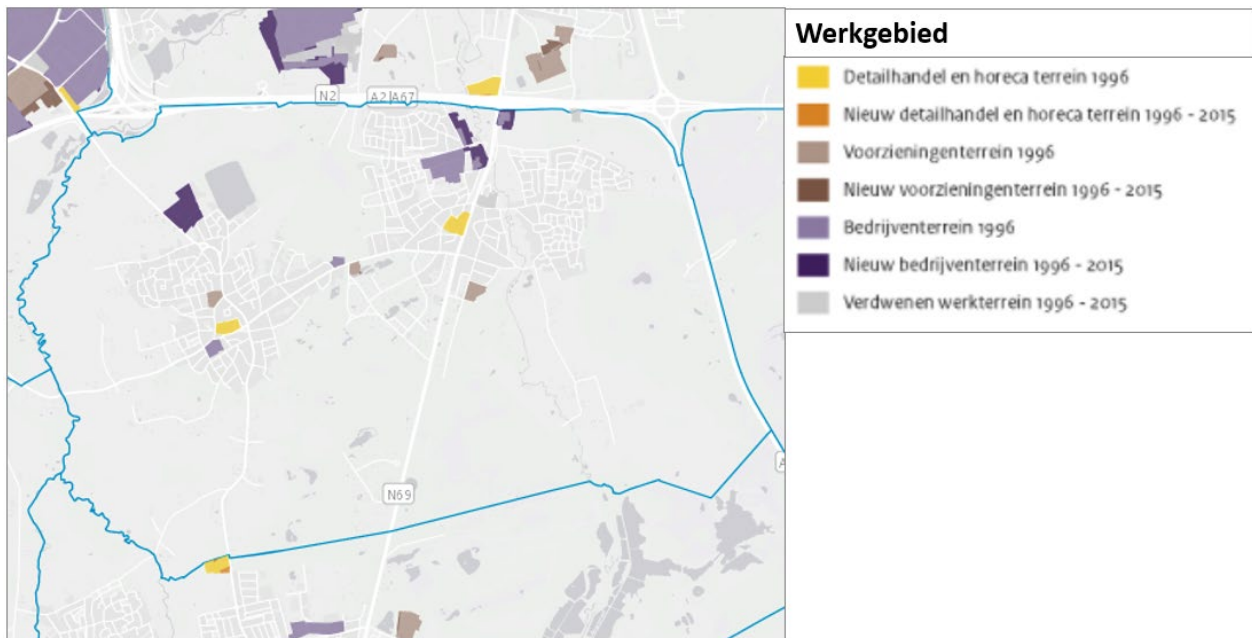 Werkgebied
Detailhandel en horeca terrein 1996
Nieuw detailhandel en horeca terrein 1996 - 2015
Voorzieningenterrein 1996
Nieuw voorzieningenterrein 1996 - 2015
Bedrijventerrein 1996
Nieuw bedrijventerrein 1996 - 2015
Verdwenen werkterrein 1996 - 2015
N2
A2|A67
N69
A